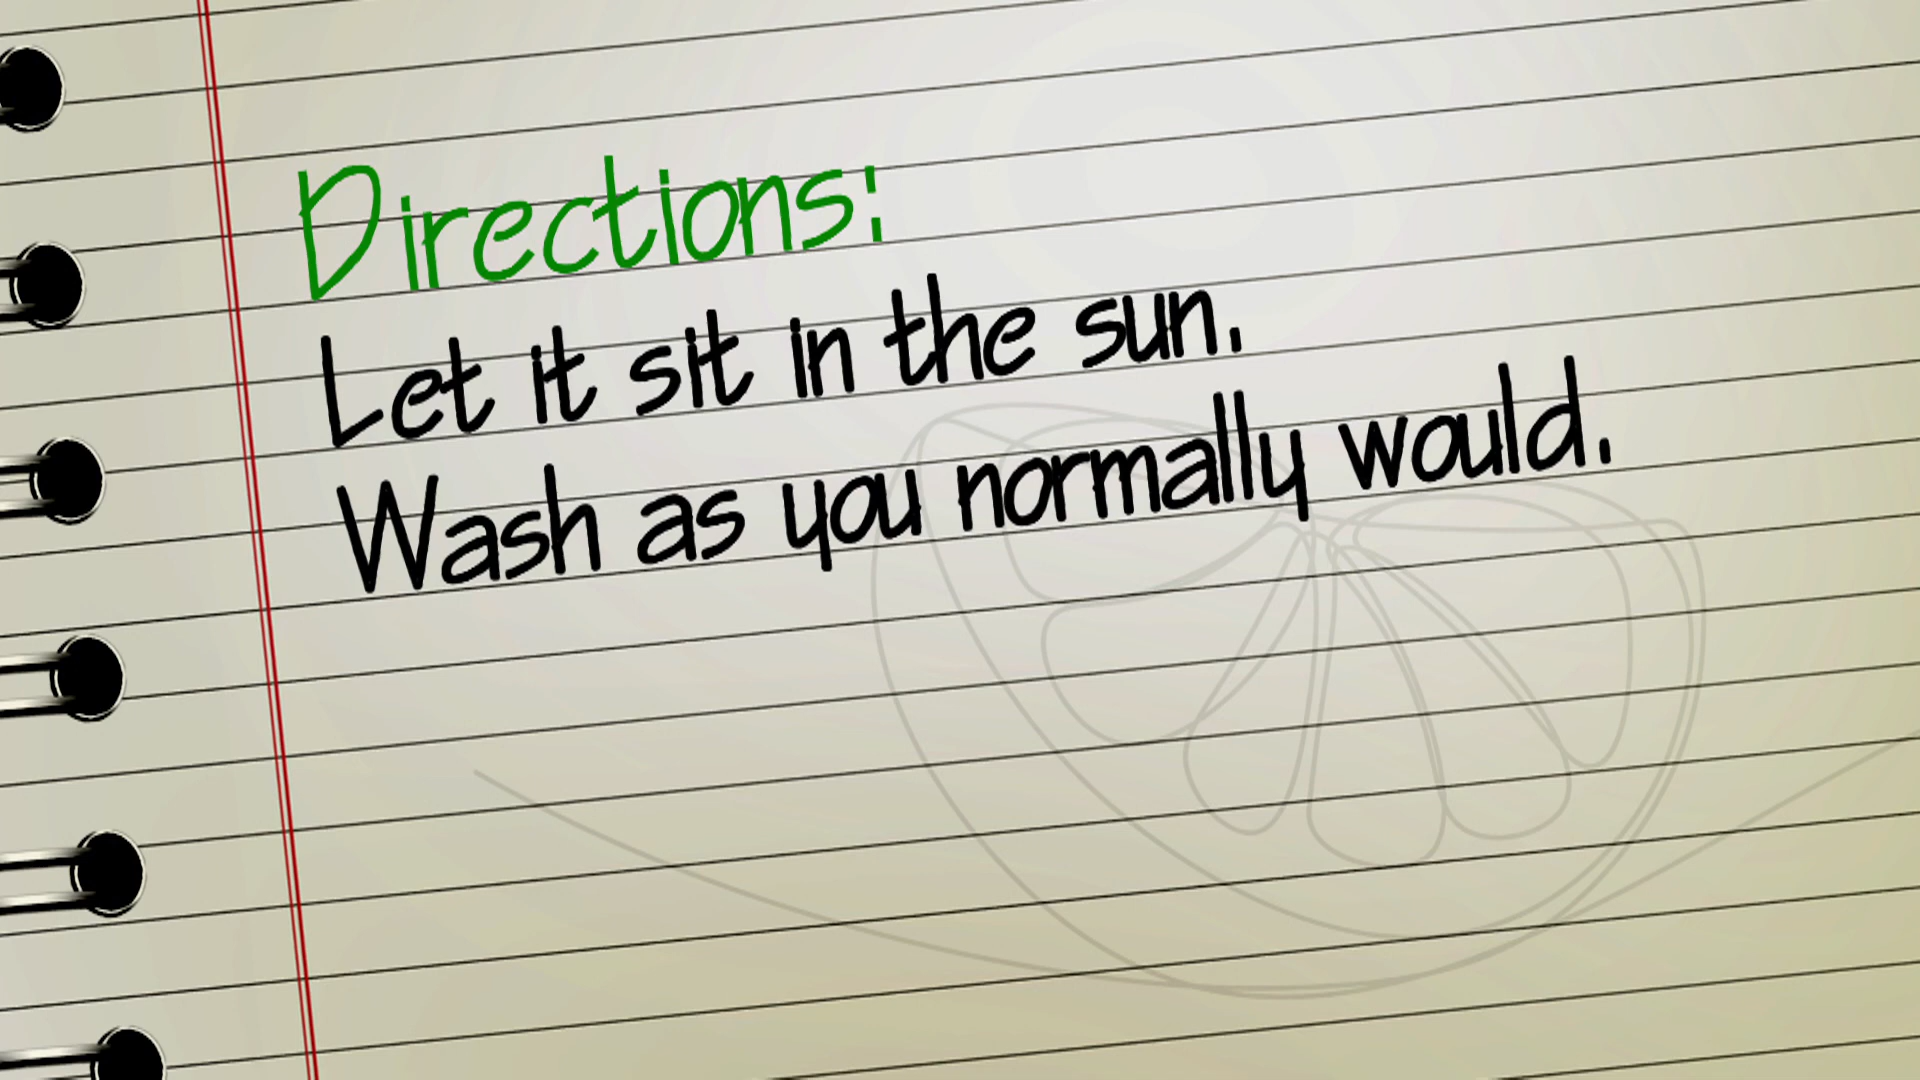 Directions:
Let it sit in the sun.
Wash as you normally would.